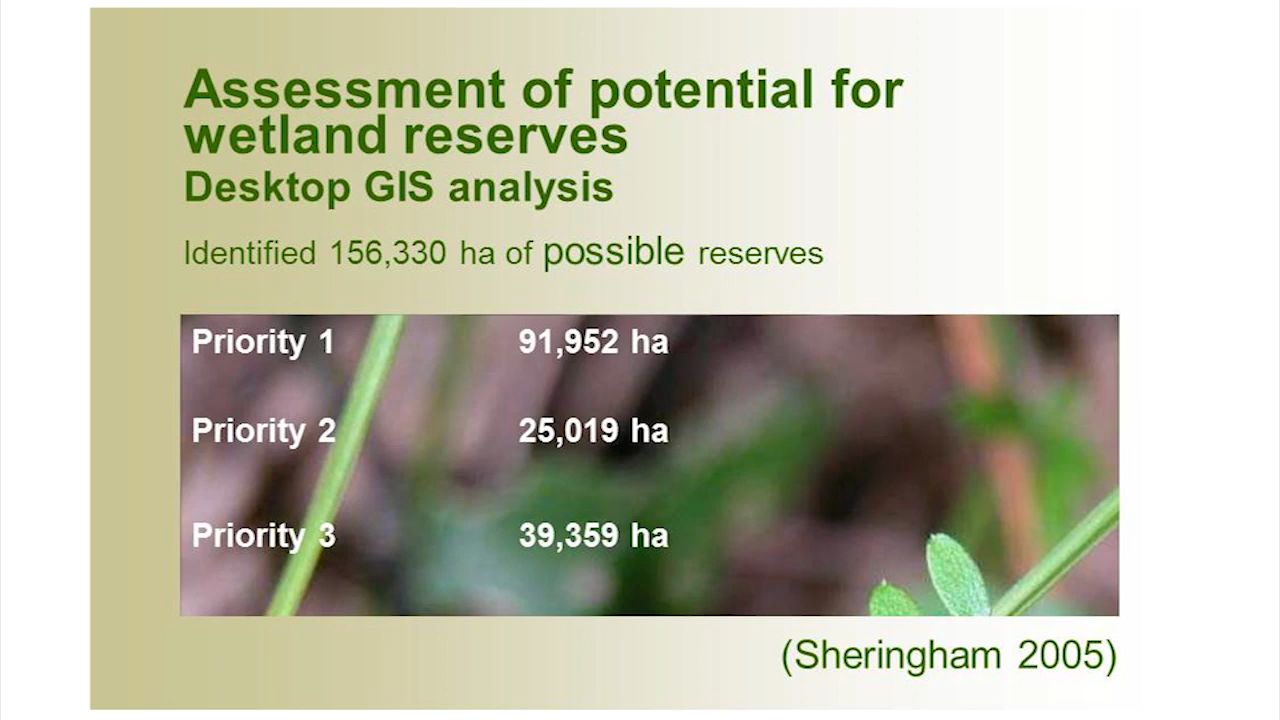 Assessment of potential for
wetland reserves
Desktop GIS analysis
Identified 156,330 ha of possible reserves
Priority 1 91,952 ha
Priority 2 25,019 ha
Priority 3 39,359 ha
(Sheringham 2005)